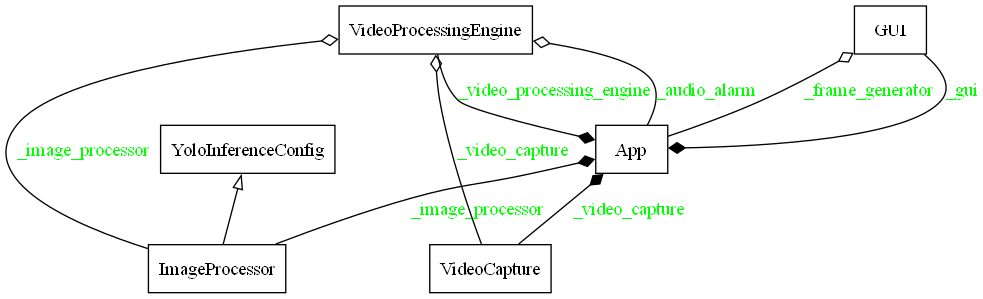 VideoProcessingEngine
GUI
_video_processing_engine
_audio_alarm
_frame_generator
_gui
_image_processor
YoloInferenceConfig
_video_capture
App
_image_processor
_video_capture
ImageProcessor
VideoCapture